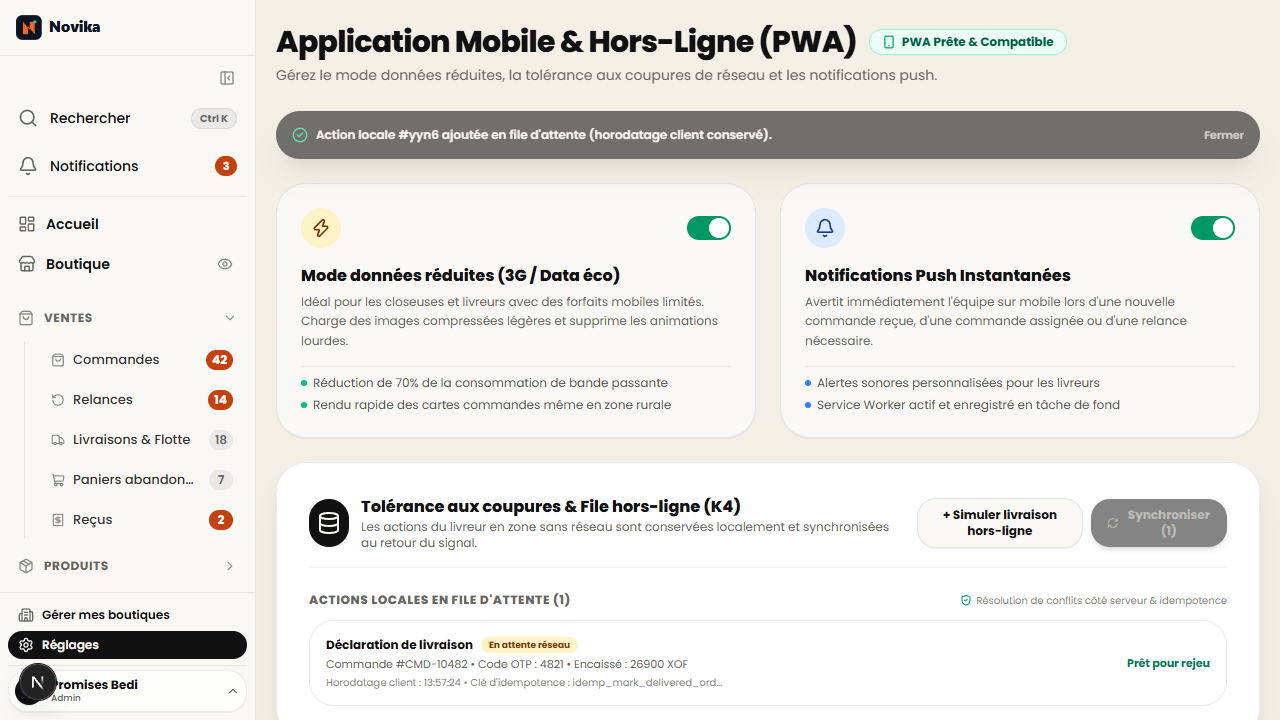 Novika
Application Mobile & Hors-Ligne (PWA)
PWA Prête & Compatible
Gérez le mode données réduites, la tolérance aux coupures de réseau et les notifications push.
Rechercher
Ctrl K
Notifications
3
Accueil
Boutique
VENTES
Commandes
42
Relances
14
Livraisons & Flotte
18
Paniers abandon...
7
Reçus
2
PRODUITS
Gérer mes boutiques
Réglages
N
Promises Bedi
Admin
Action locale #yyn6 ajoutée en file d'attente (horodatage client conservé).
Fermer
Mode données réduites (3G / Data éco)
Idéal pour les closeuses et livreurs avec des forfaits mobiles limités.
Charge des images compressées légères et supprime les animations
lourdes.
Réduction de 70% de la consommation de bande passante
Rendu rapide des cartes commandes même en zone rurale
Notifications Push Instantanées
Avertit immédiatement l'équipe sur mobile lors d'une nouvelle
commande reçue, d'une commande assignée ou d'une relance
nécessaire.
Alertes sonores personnalisées pour les livreurs
Service Worker actif et enregistré en tâche de fond
Tolérance aux coupures & File hors-ligne (K4)
Les actions du livreur en zone sans réseau sont conservées localement et synchronisées
au retour du signal.
+ Simuler livraison
hors-ligne
Synchroniser
(1)
ACTIONS LOCALES EN FILE D'ATTENTE (1)
Résolution de conflits côté serveur & idempotence
Déclaration de livraison
En attente réseau
Commande #CMD-10482 • Code OTP : 4821 • Encaissé : 26900 XOF
Horodatage client : 13:57:24 • Clé d'idempotence : idemp_mark_delivered_ord...
Prêt pour rejeu